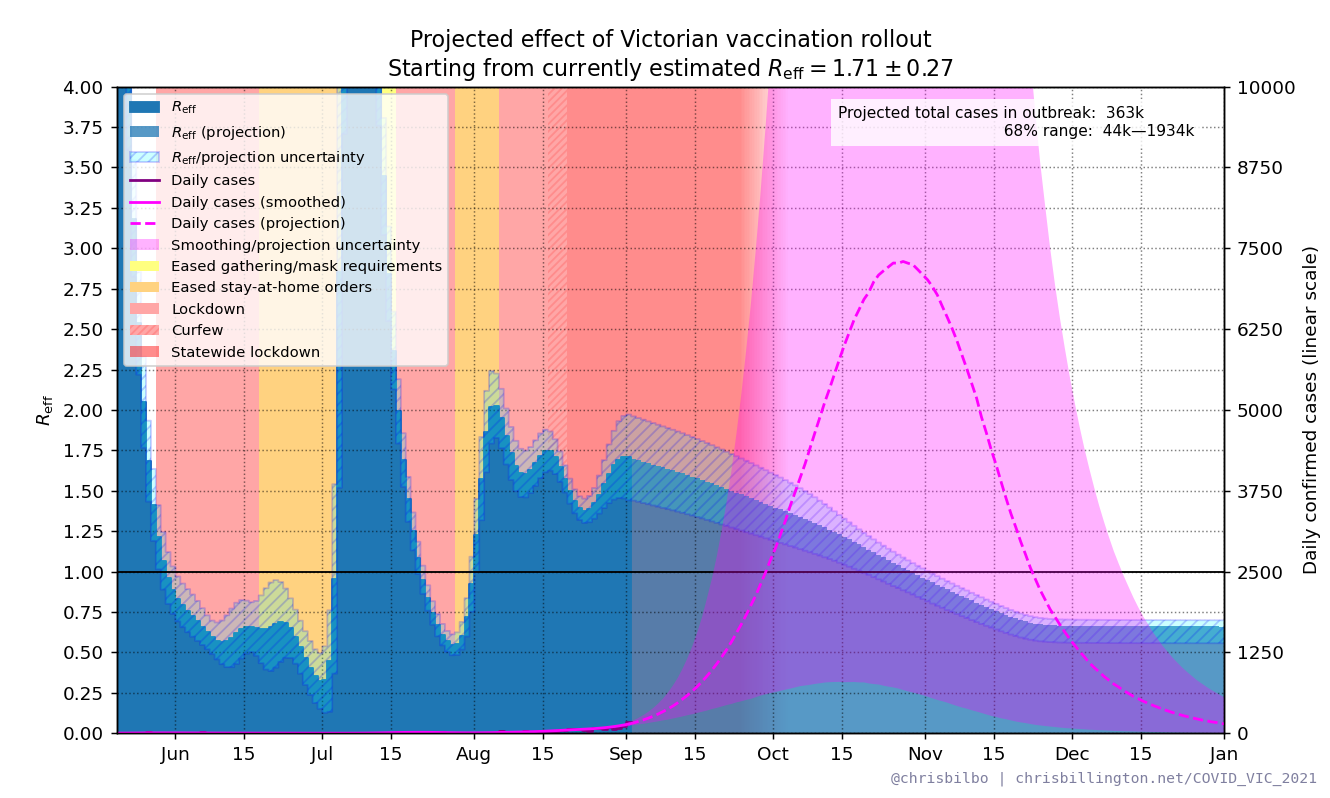 Projected effect of Victorian vaccination rollout
Starting from currently estimated Reff = 1.71 ± 0.27
Projected total cases in outbreak: 363k
68% range: 44k—1934k
Reff
Reff (projection)
Reff/projection uncertainty
Daily cases
Daily cases (smoothed)
Daily cases (projection)
Smoothing/projection uncertainty
Eased gathering/mask requirements
Eased stay-at-home orders
Lockdown
Curfew
Statewide lockdown
4.00
3.75
3.50
3.25
3.00
2.75
2.50
2.25
2.00
1.75
1.50
1.25
1.00
0.75
0.50
0.25
0.00
Reff
10000
8750
7500
6250
5000
3750
2500
1250
0
Daily confirmed cases (linear scale)
Jun 15 Jul 15 Aug 15 Sep 15 Oct 15 Nov 15 Dec 15 Jan
@chrisbilbo | chrisbillington.net/COVID_VIC_2021